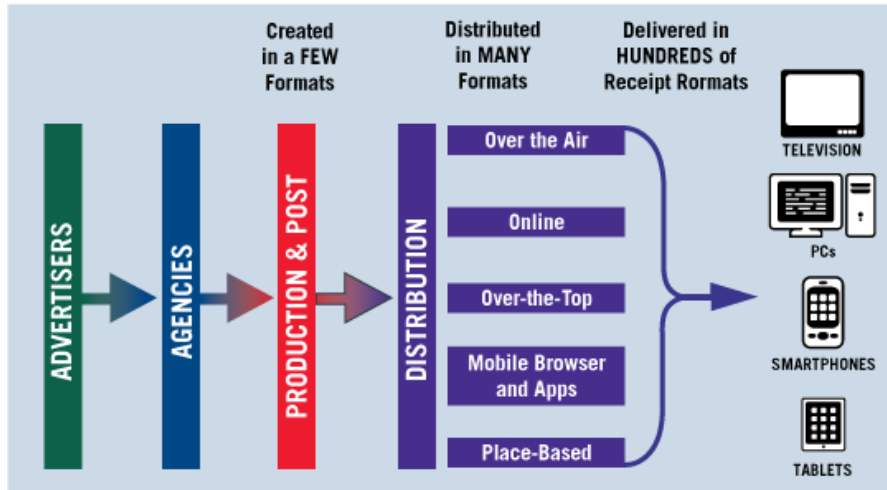 Created
in a FEW
Formats
Distributed
in MANY
Formats
Delivered in
HUNDREDS of
Receipt Rormats
ADVERTISERS
AGENCIES
PRODUCTION & POST
DISTRIBUTION
Over the Air
Online
Over-the-Top
Mobile Browser
and Apps
Place-Based
TELEVISION
PCs
SMARTPHONES
TABLETS